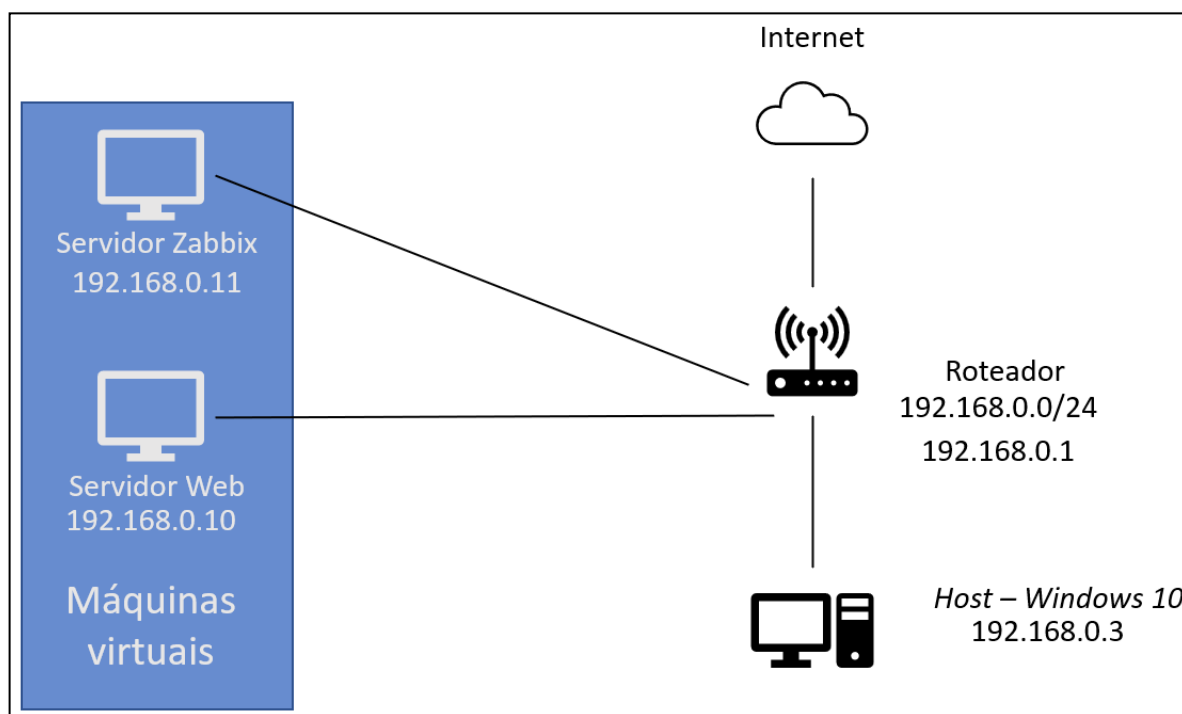 Internet
Servidor Zabbix
192.168.0.11
Roteador
192.168.0.0/24
192.168.0.1
Servidor Web
192.168.0.10
Máquinas
virtuais
Host – Windows 10
192.168.0.3